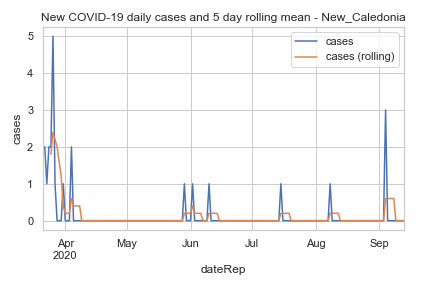 New COVID-19 daily cases and 5 day rolling mean - New_Caledonia
cases
cases (rolling)
5
4
3
2
1
0
cases
Apr
2020
May
Jun
Jul
Aug
Sep
dateRep